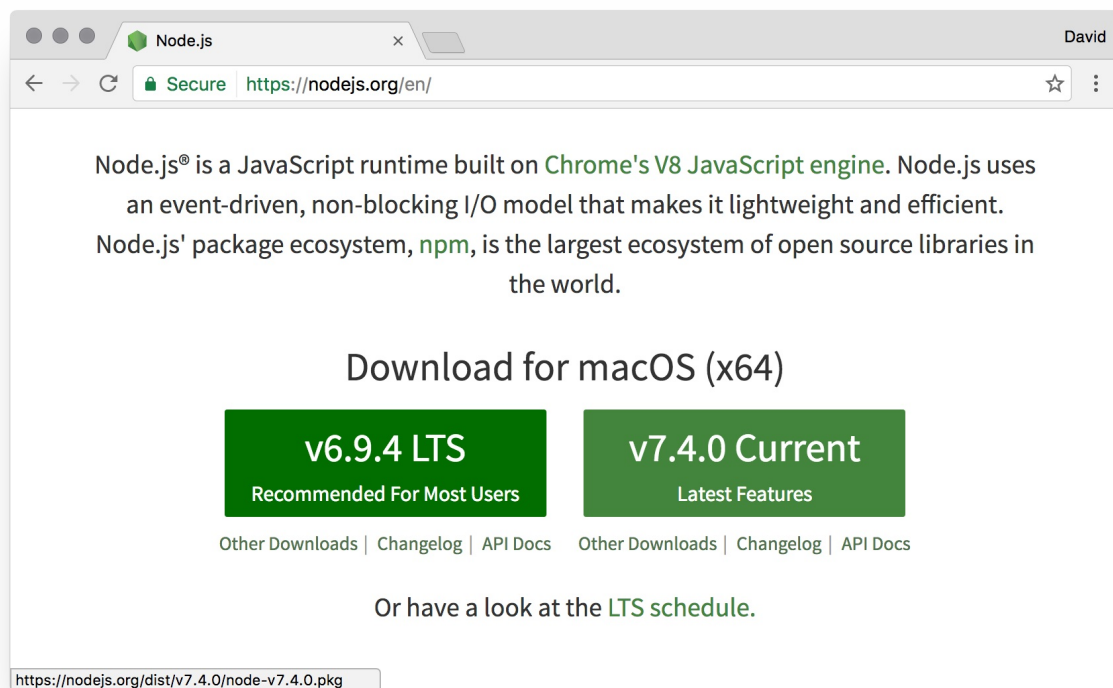 Node.js
David
Secure https://nodejs.org/en/
Node.js® is a JavaScript runtime built on Chrome's V8 JavaScript engine. Node.js uses
an event-driven, non-blocking I/O model that makes it lightweight and efficient.
Node.js' package ecosystem, npm, is the largest ecosystem of open source libraries in
the world.
Download for macOS (x64)
v6.9.4 LTS
Recommended For Most Users
v7.4.0 Current
Latest Features
Other Downloads | Changelog | API Docs
Other Downloads | Changelog | API Docs
Or have a look at the LTS schedule.
https://nodejs.org/dist/v7.4.0/node-v7.4.0.pkg